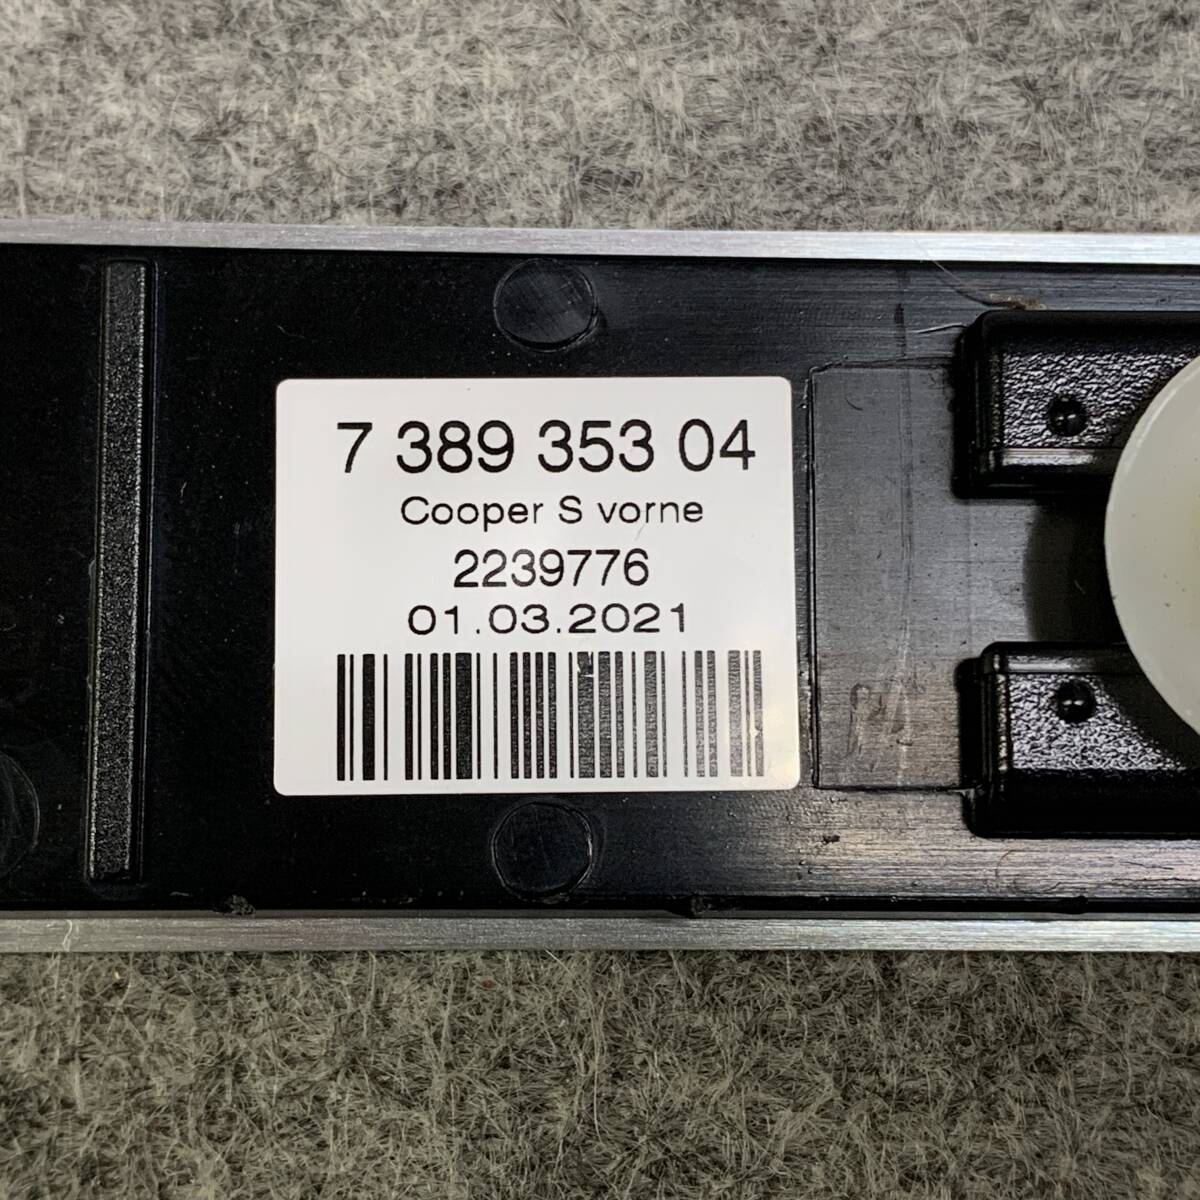 7 389 353 04
Cooper S vorne
2239776
01.03.2021